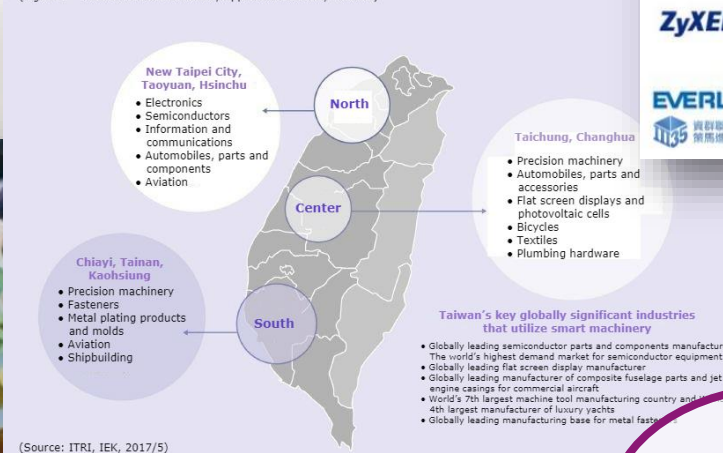 ZyXE
EVERL
New Taipei City,
Taoyuan, Hsinchu
• Electronics
• Semiconductors
• Information and
communications
• Automobiles, parts and
components
• Aviation
North
Taichung, Changhua
• Precision machinery
• Automobiles, parts and
accessories
• Flat screen displays and
photovoltaic cells
• Bicycles
• Textiles
• Plumbing hardware
Center
Chiayi, Tainan,
Kaohsiung
• Precision machinery
• Fasteners
• Metal plating products
and molds
• Aviation
• Shipbuilding
South
Taiwan's key globally significant industries
that utilize smart machinery
• Globally leading semiconductor parts and components manufactur
The world's highest demand market for semiconductor equipment
• Globally leading flat screen display manufacturer
• Globally leading manufacturer of composite fuselage parts and jet
engine casings for commercial aircraft
• World's 7th largest machine tool manufacturing country and
4th largest manufacturer of luxury yachts
• Globally leading manufacturing base for metal faste
(Source: ITRI, IEK, 2017/5)